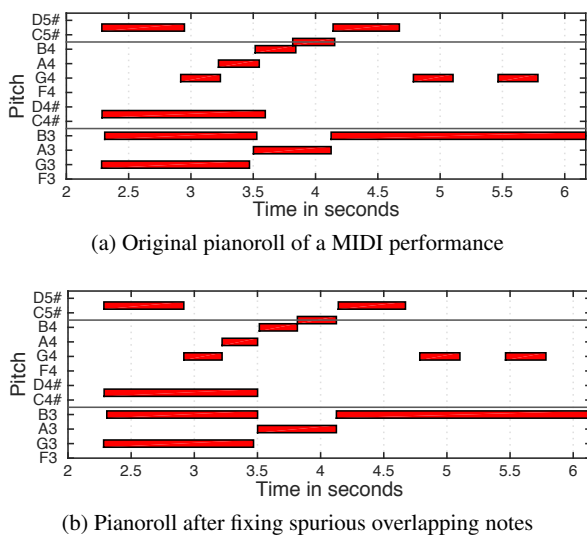 D5#
C5#
B4
A4
G4
F4
D4#
C4#
B3
A3
G3
F3
Pitch
2 2.5 3 3.5 4 4.5 5 5.5 6
Time in seconds
(a) Original pianoroll of a MIDI performance
D5#
C5#
B4
A4
G4
F4
D4#
C4#
B3
A3
G3
F3
Pitch
2 2.5 3 3.5 4 4.5 5 5.5 6
Time in seconds
(b) Pianoroll after fixing spurious overlapping notes